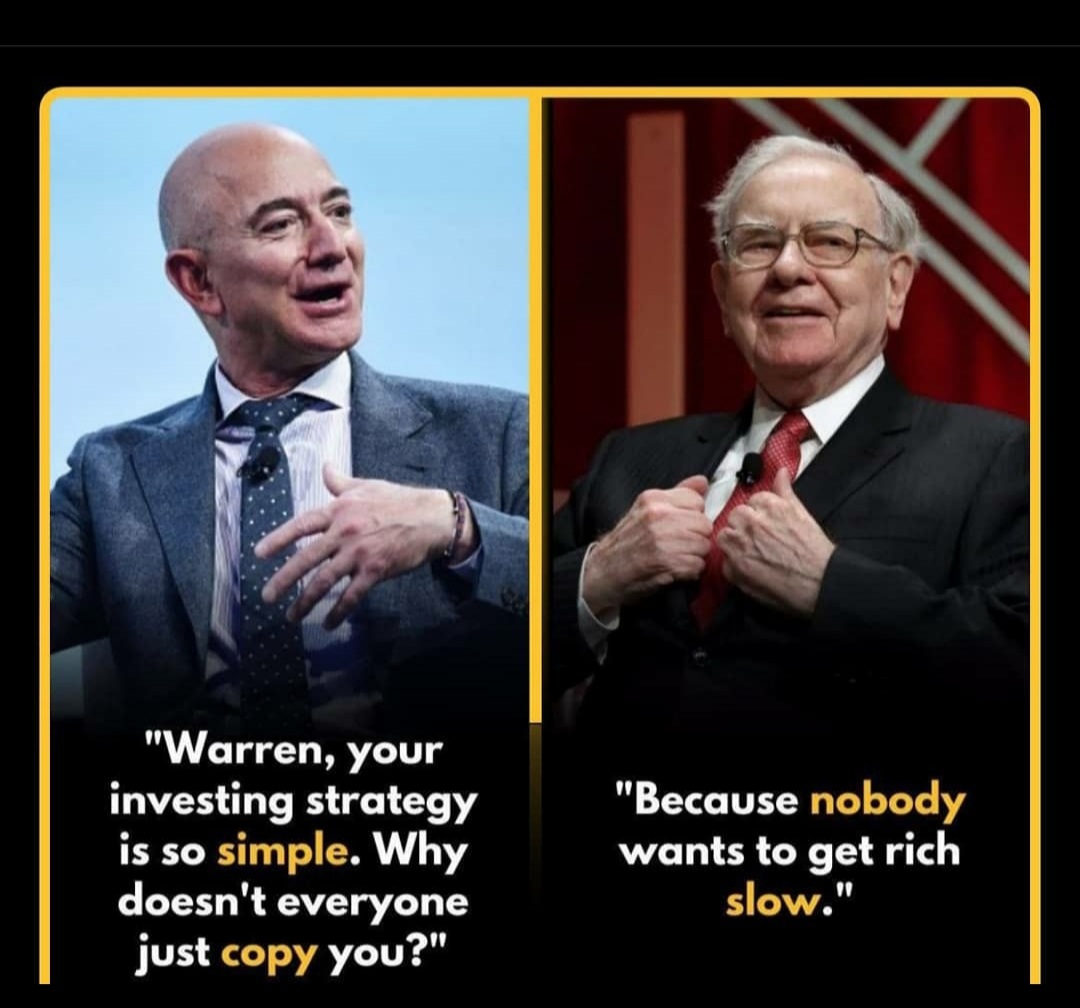 "Warren, your
investing strategy
is so simple. Why
doesn't everyone
just copy you?"
"Because nobody
wants to get rich
slow."